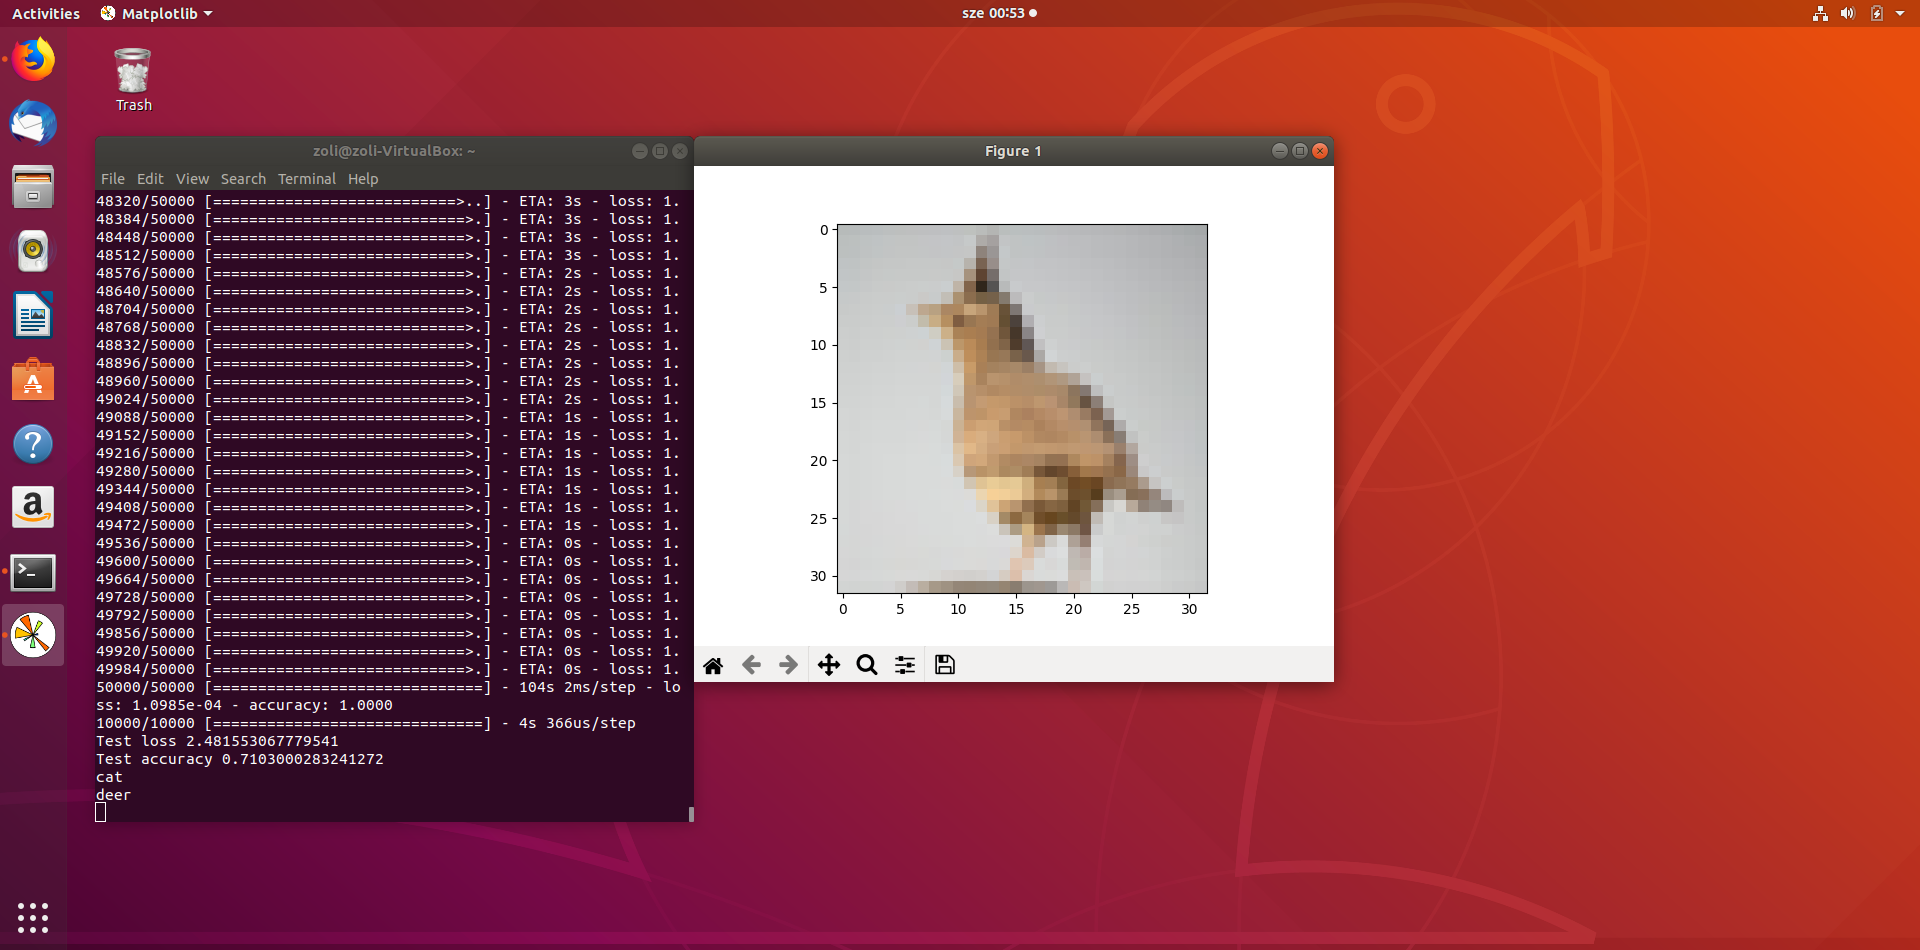 Activities
Matplotlib
sze 00:53
Trash
zoli@zoli-VirtualBox: ~
File Edit View Search Terminal Help
48320/50000 [===========================>..] - ETA: 3s - loss: 1.
48384/50000 [============================>.] - ETA: 3s - loss: 1.
48448/50000 [============================>.] - ETA: 3s - loss: 1.
48512/50000 [============================>.] - ETA: 3s - loss: 1.
48576/50000 [============================>.] - ETA: 2s - loss: 1.
48640/50000 [============================>.] - ETA: 2s - loss: 1.
48704/50000 [============================>.] - ETA: 2s - loss: 1.
48768/50000 [============================>.] - ETA: 2s - loss: 1.
48832/50000 [============================>.] - ETA: 2s - loss: 1.
48896/50000 [============================>.] - ETA: 2s - loss: 1.
48960/50000 [============================>.] - ETA: 2s - loss: 1.
49024/50000 [============================>.] - ETA: 2s - loss: 1.
49088/50000 [============================>.] - ETA: 1s - loss: 1.
49152/50000 [============================>.] - ETA: 1s - loss: 1.
49216/50000 [============================>.] - ETA: 1s - loss: 1.
49280/50000 [============================>.] - ETA: 1s - loss: 1.
49344/50000 [============================>.] - ETA: 1s - loss: 1.
49408/50000 [============================>.] - ETA: 1s - loss: 1.
49472/50000 [============================>.] - ETA: 1s - loss: 1.
49536/50000 [============================>.] - ETA: 0s - loss: 1.
49600/50000 [============================>.] - ETA: 0s - loss: 1.
49664/50000 [============================>.] - ETA: 0s - loss: 1.
49728/50000 [============================>.] - ETA: 0s - loss: 1.
49792/50000 [============================>.] - ETA: 0s - loss: 1.
49856/50000 [============================>.] - ETA: 0s - loss: 1.
49920/50000 [============================>.] - ETA: 0s - loss: 1.
49984/50000 [============================>.] - ETA: 0s - loss: 1.
50000/50000 [==============================] - 104s 2ms/step - lo
ss: 1.0985e-04 - accuracy: 1.0000
10000/10000 [==============================] - 4s 366us/step
Test loss 2.481553067779541
Test accuracy 0.7103000283241272
cat
deer
Figure 1
0
5
10
15
20
25
30
0 5 10 15 20 25 30